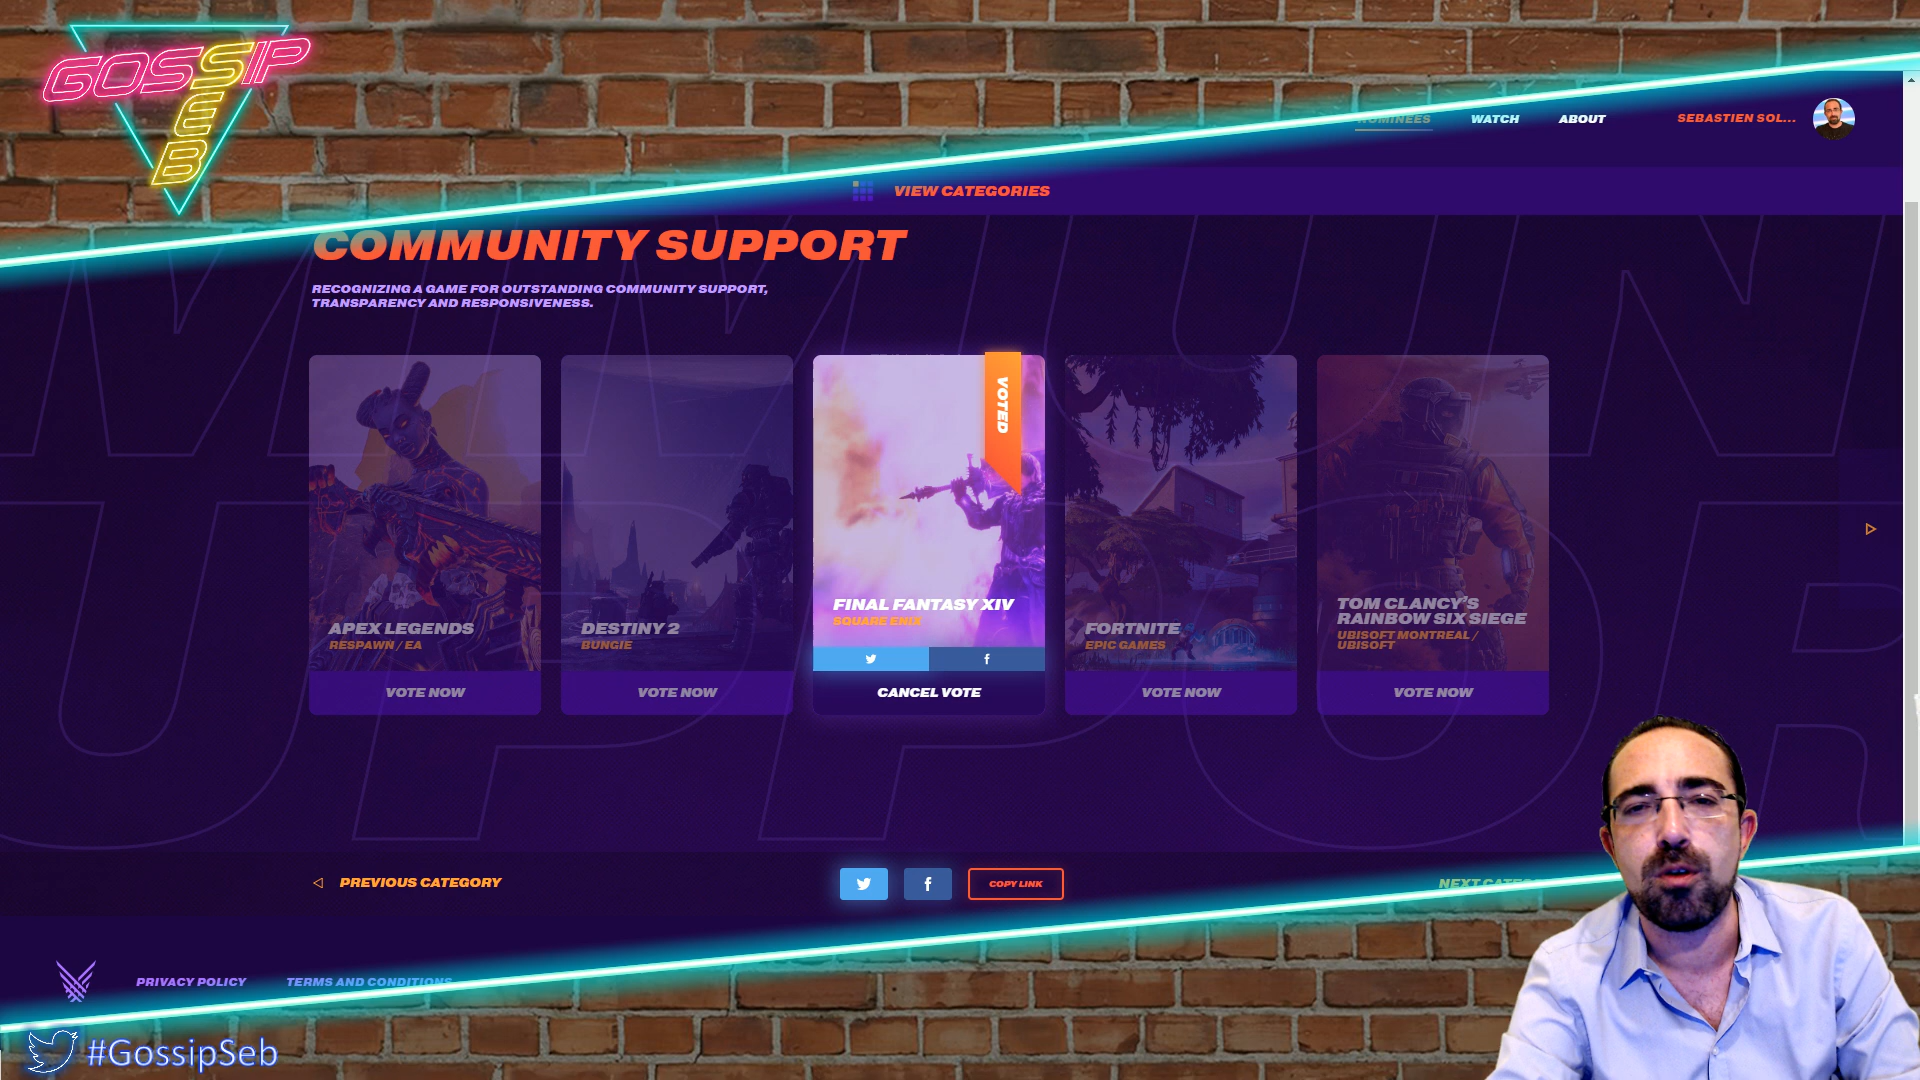 GOSSIP
SEB
NOMINEES
WATCH
ABOUT
SEBASTIEN SOL...
VIEW CATEGORIES
COMMUNITY SUPPORT
RECOGNIZING A GAME FOR OUTSTANDING COMMUNITY SUPPORT,
TRANSPARENCY AND RESPONSIVENESS.
APEX LEGENDS
RESPAWN / EA
VOTE NOW
DESTINY 2
BUNGIE
VOTE NOW
VOTED
FINAL FANTASY XIV
SQUARE ENIX
CANCEL VOTE
FORTNITE
EPIC GAMES
VOTE NOW
TOM CLANCY'S
RAINBOW SIX SIEGE
UBISOFT MONTREAL /
UBISOFT
VOTE NOW
PREVIOUS CATEGORY
COPY LINK
NEXT
PRIVACY POLICY
TERMS AND CONDITIONS
#GossipSeb